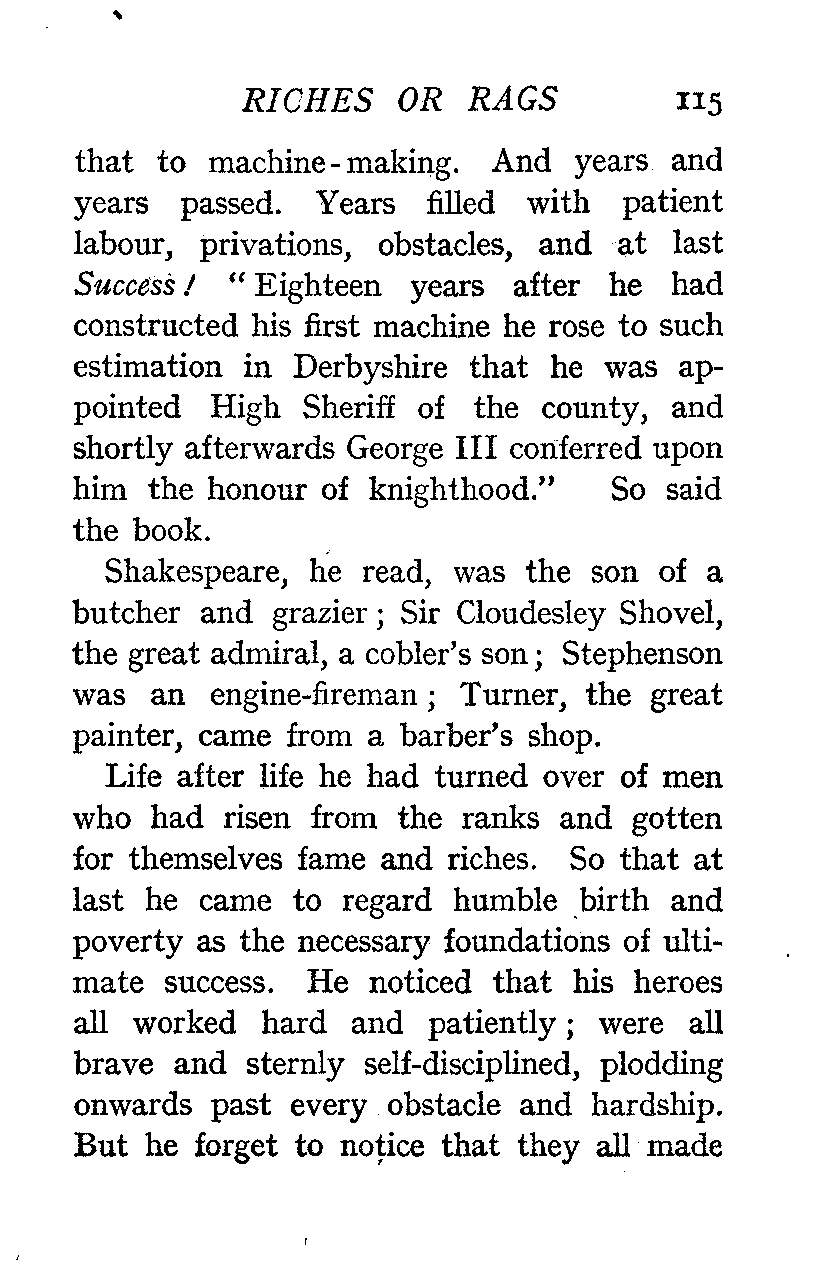 RICHES OR RAGS 115
that to machine-making. And years and
years passed. Years filled with patient
labour, privations, obstacles, and at last
Success! “Eighteen years after he had
constructed his first machine he rose to such
estimation in Derbyshire that he was ap-
pointed High Sheriff of the county, and
shortly afterwards George III conferred upon
him the honour of knighthood.” So said
the book.
Shakespeare, he read, was the son of a
butcher and grazier; Sir Cloudesley Shovel,
the great admiral, a cobler’s son; Stephenson
was an engine-fireman; Turner, the great
painter, came from a barber’s shop.
Life after life he had turned over of men
who had risen from the ranks and gotten
for themselves fame and riches. So that at
last he came to regard humble birth and
poverty as the necessary foundations of ulti-
mate success. He noticed that his heroes
all worked hard and patiently; were all
brave and sternly self-disciplined, plodding
onwards past every obstacle and hardship.
But he forget to notice that they all made